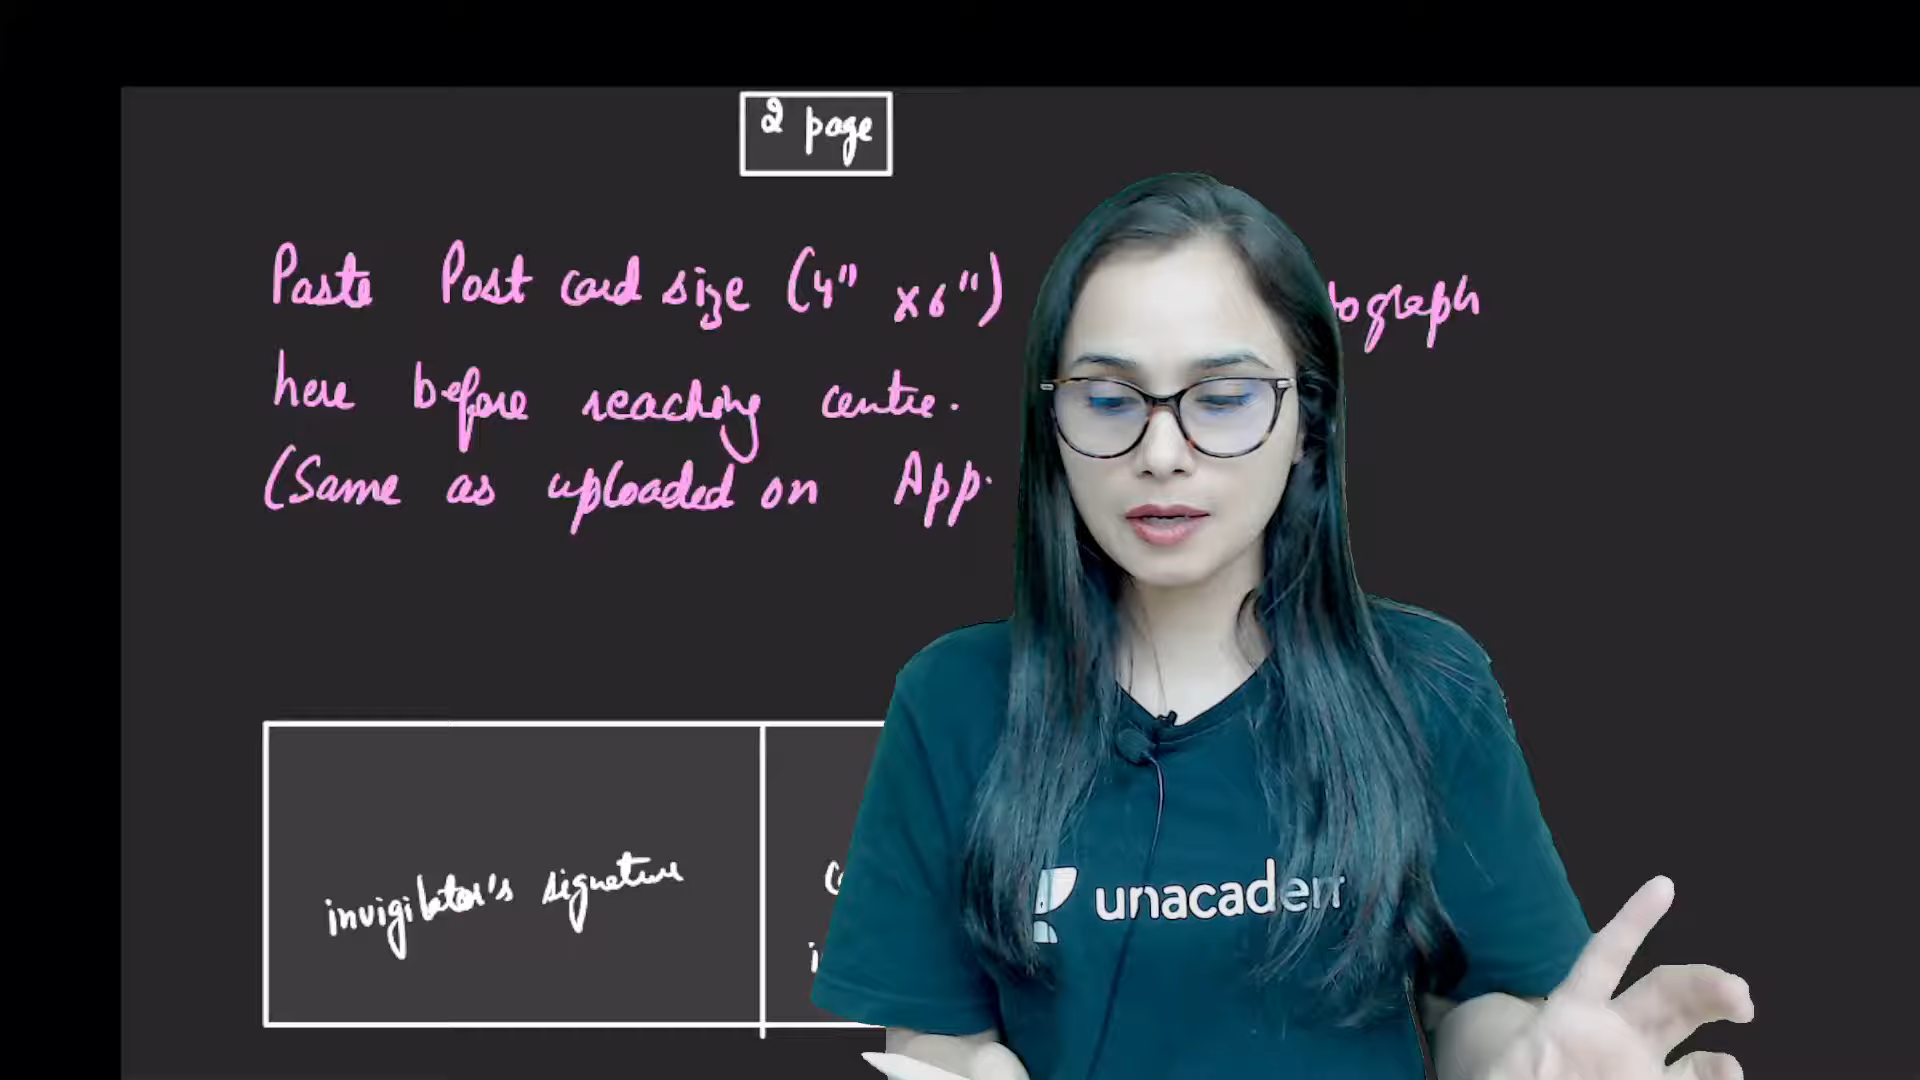 2 page
Paste Post card size (4" x6")
here before reaching centre.
(Same as uploaded on App.
invigilator's signature
unacadem